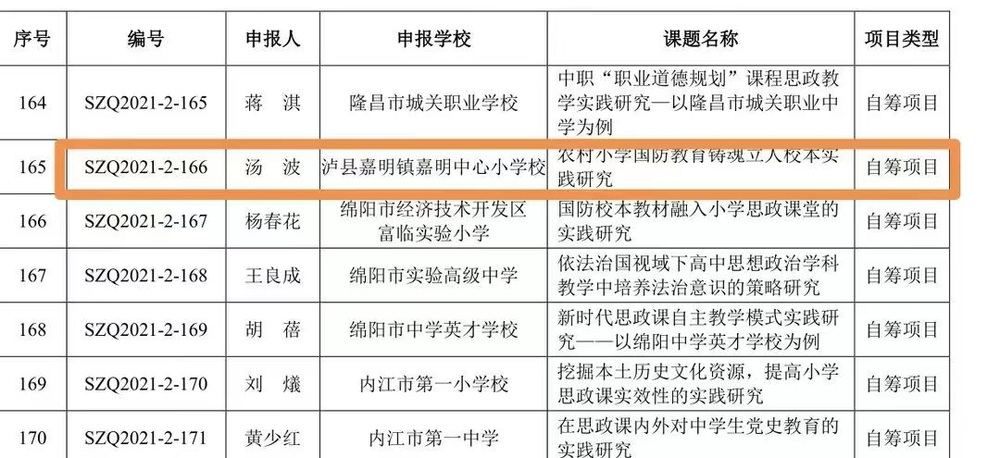 序号 编号 申报人 申报学校 课题名称 项目类型
164 SZQ2021-2-165 蒋 淇 隆昌市城关职业学校 中职“职业道德规划”课程思政教
学实践研究—以隆昌市城关职业中
学为例 自筹项目
165 SZQ2021-2-166 汤 波 泸县嘉明镇嘉明中心小学校 农村小学国防教育铸魂立人校本实
践研究 自筹项目
166 SZQ2021-2-167 杨春花 绵阳市经济技术开发区
富临实验小学 国防校本教材融入小学思政课堂的
实践研究 自筹项目
167 SZQ2021-2-168 王良成 绵阳市实验高级中学 依法治国视域下高中思想政治学科
教学中培养法治意识的策略研究 自筹项目
168 SZQ2021-2-169 胡 蓓 绵阳市中学英才学校 新时代思政课自主教学模式实践研
究——以绵阳中学英才学校为例 自筹项目
169 SZQ2021-2-170 刘 燨 内江市第一小学校 挖掘本土历史文化资源，提高小学
思政课实效性的实践研究 自筹项目
170 SZQ2021-2-171 黄少红 内江市第一中学 在思政课内外对中学生党史教育的
实践研究 自筹项目